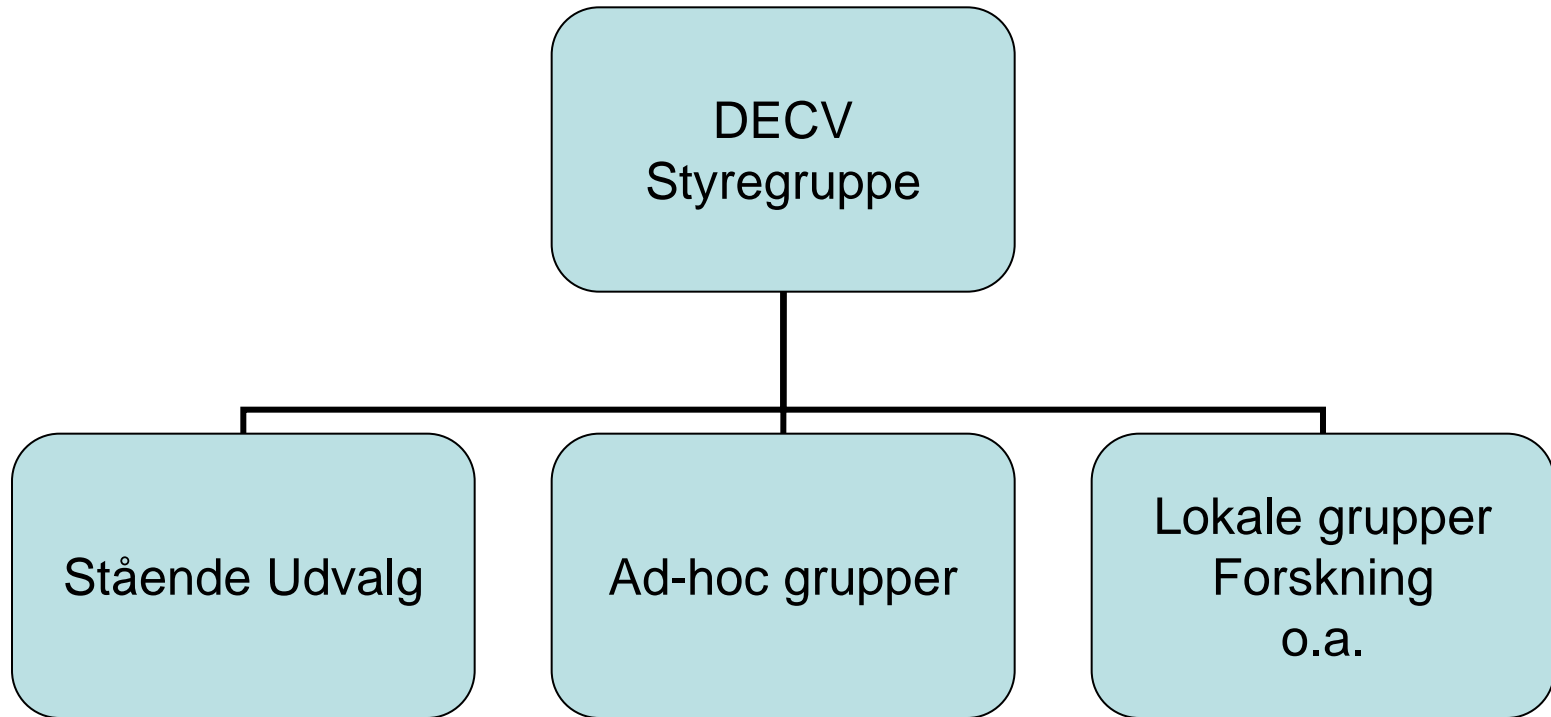 DECV
Styregruppe
Stående Udvalg
Ad-hoc grupper
Lokale grupper
Forskning
o.a.